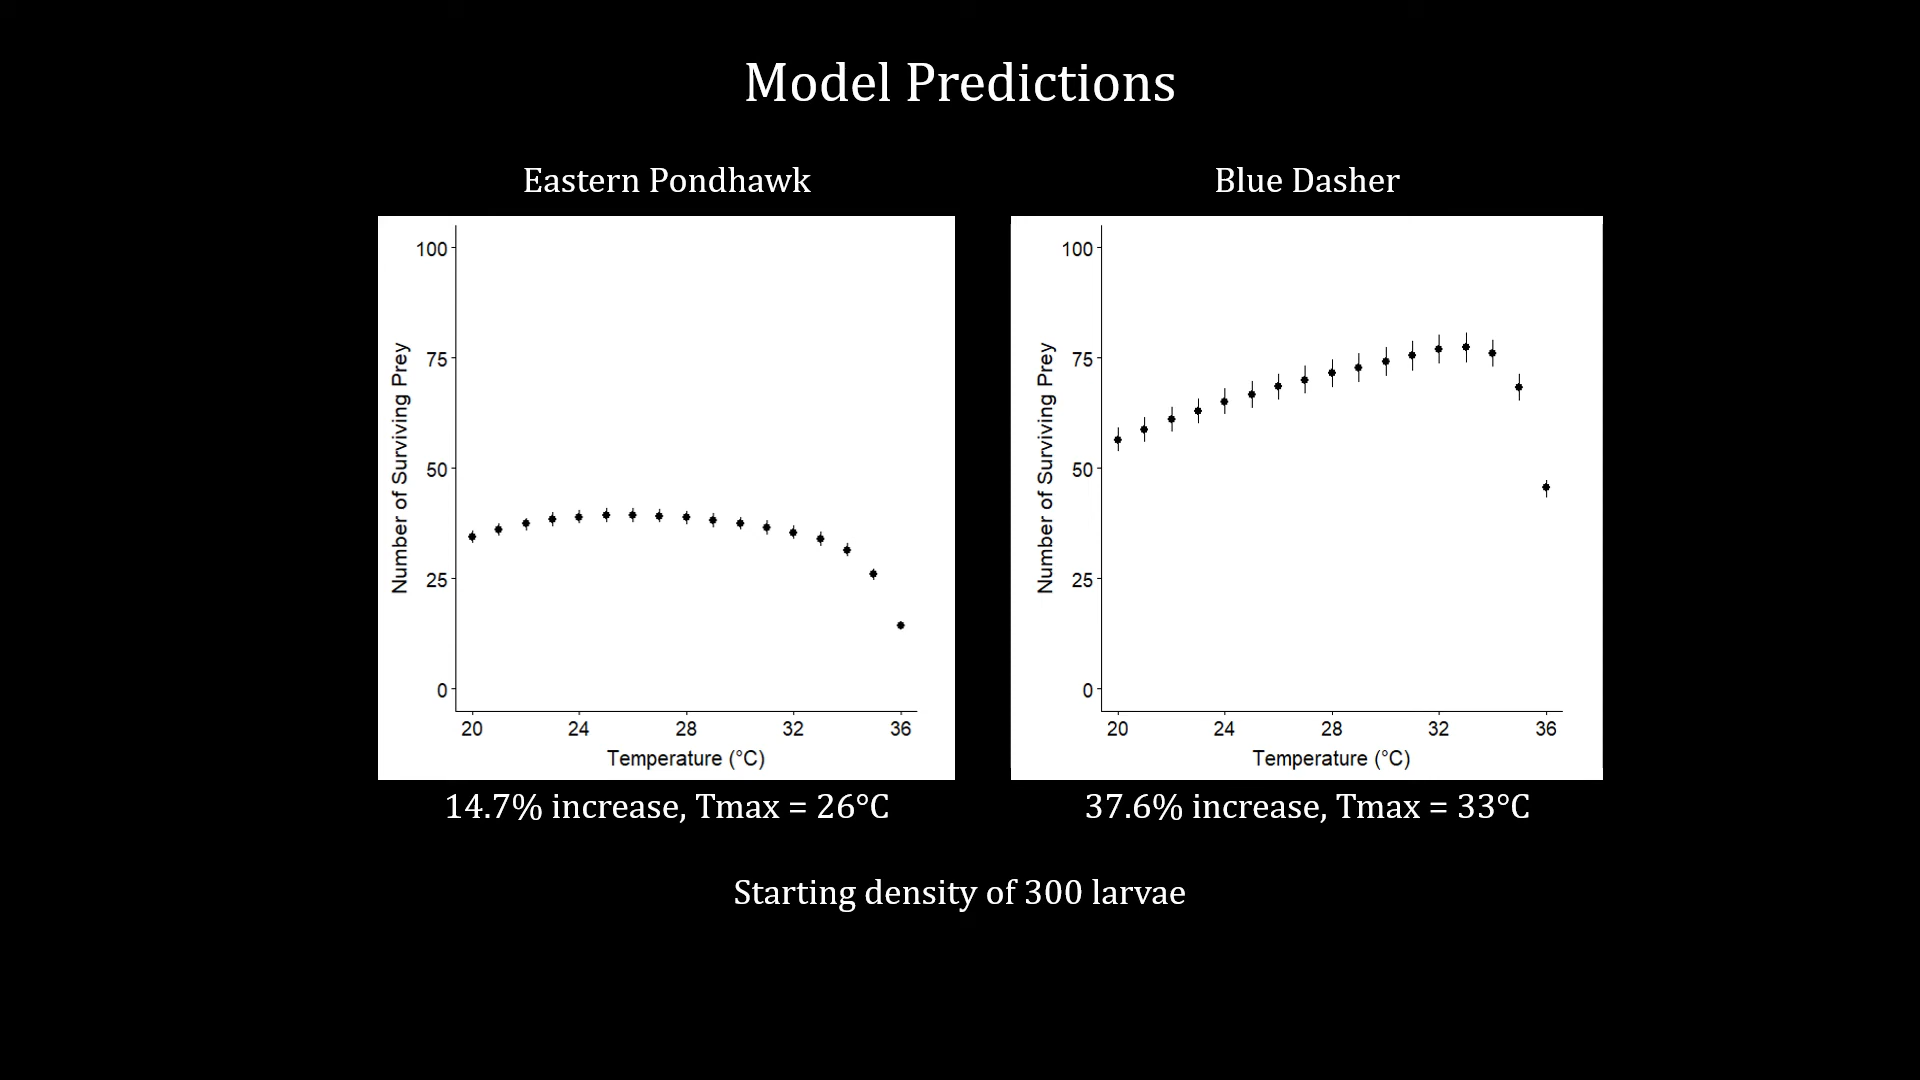 Model Predictions
Eastern Pondhawk
Number of Surviving Prey
100
75
50
25
0
20 24 28 32 36
Temperature (°C)
14.7% increase, Tmax = 26°C
Blue Dasher
Number of Surviving Prey
100
75
50
25
0
20 24 28 32 36
Temperature (°C)
37.6% increase, Tmax = 33°C
Starting density of 300 larvae